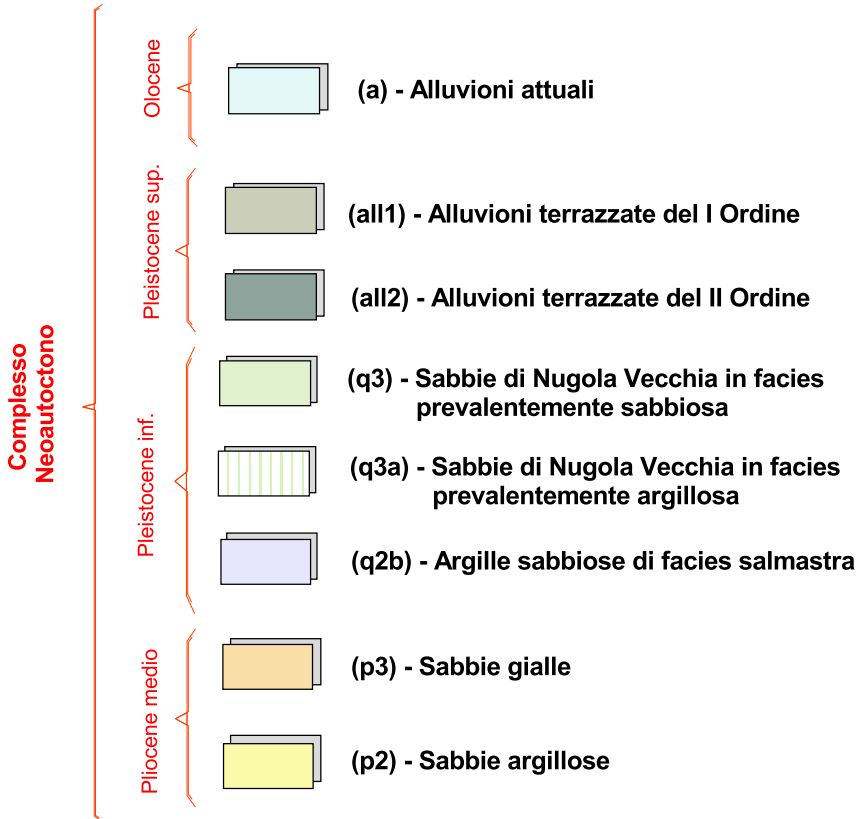 Complesso
Neoautoctono
Olocene
(a) - Alluvioni attuali
Pleistocene sup.
(all1) - Alluvioni terrazzate del I Ordine
(all2) - Alluvioni terrazzate del II Ordine
Pleistocene inf.
(q3) - Sabbie di Nugola Vecchia in facies
prevalentemente sabbiosa
(q3a) - Sabbie di Nugola Vecchia in facies
prevalentemente argillosa
(q2b) - Argille sabbiose di facies salmastra
Pliocene medio
(p3) - Sabbie gialle
(p2) - Sabbie argillose